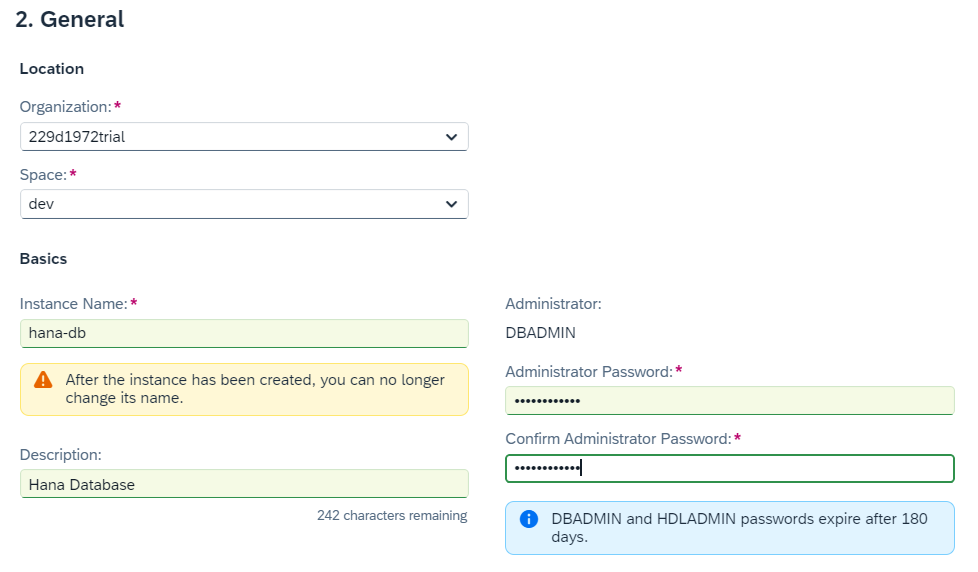 2. General
Location
Organization:*
229d1972trial
Space:*
dev
Basics
Instance Name:*
hana-db
After the instance has been created, you can no longer
change its name.
Description:
Hana Database
242 characters remaining
Administrator:
DBADMIN
Administrator Password:*
••••••••••••
Confirm Administrator Password:*
••••••••••••
DBADMIN and HDLADMIN passwords expire after 180
days.